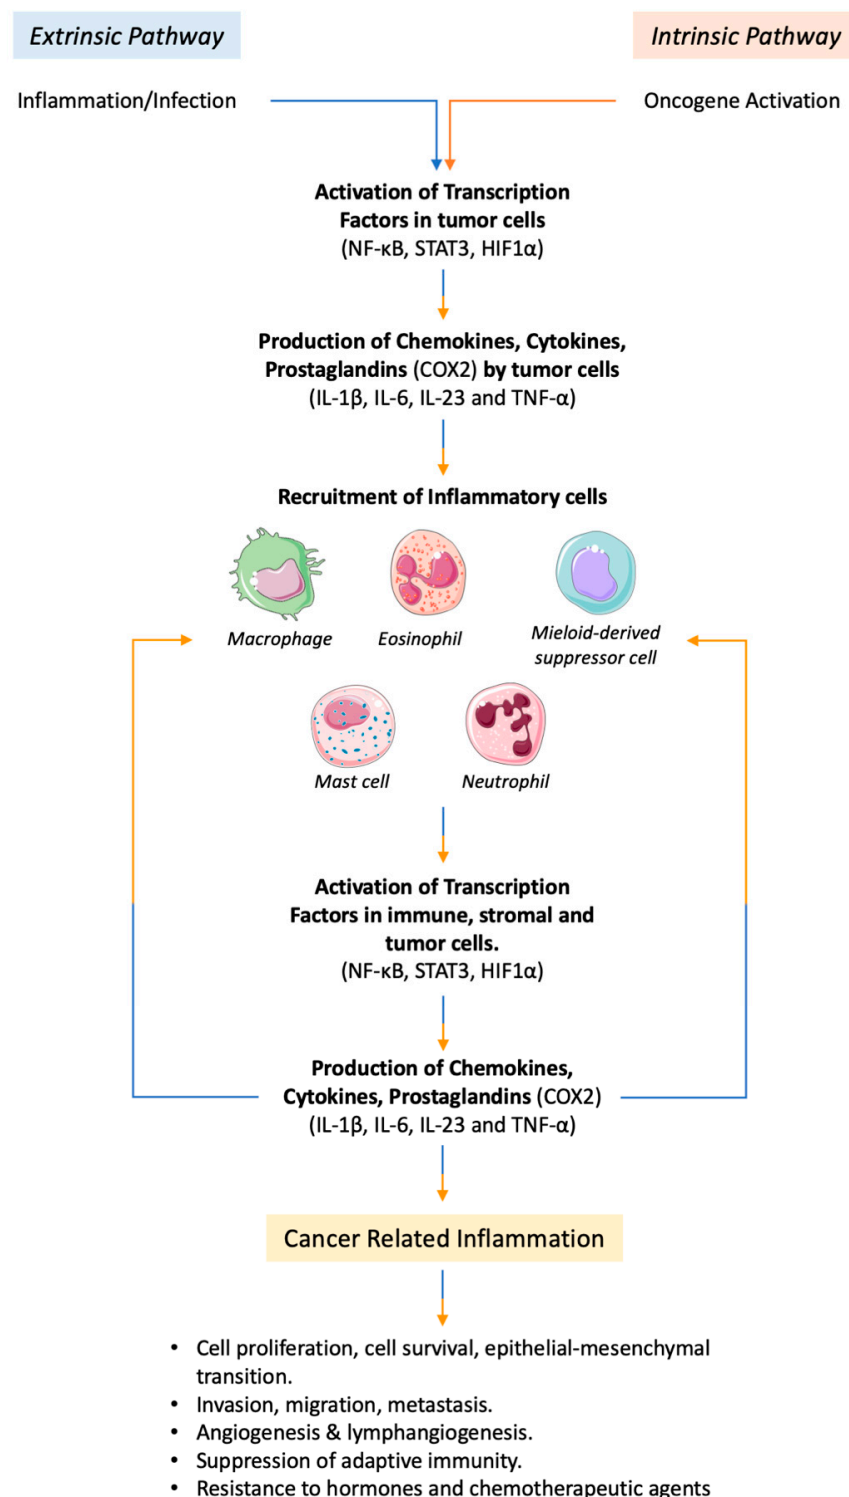 Extrinsic Pathway
Intrinsic Pathway
Inflammation/Infection
Oncogene Activation
Activation of Transcription
Factors in tumor cells
(NF-κB, STAT3, HIF1α)
Production of Chemokines, Cytokines,
Prostaglandins (COX2) by tumor cells
(IL-1β, IL-6, IL-23 and TNF-α)
Recruitment of Inflammatory cells
Macrophage
Eosinophil
Mieloid-derived
suppressor cell
Mast cell
Neutrophil
Activation of Transcription
Factors in immune, stromal and
tumor cells.
(NF-κB, STAT3, HIF1α)
Production of Chemokines,
Cytokines, Prostaglandins (COX2)
(IL-1β, IL-6, IL-23 and TNF-α)
Cancer Related Inflammation
• Cell proliferation, cell survival, epithelial-mesenchymal
transition.
• Invasion, migration, metastasis.
• Angiogenesis & lymphangiogenesis.
• Suppression of adaptive immunity.
• Resistance to hormones and chemotherapeutic agents